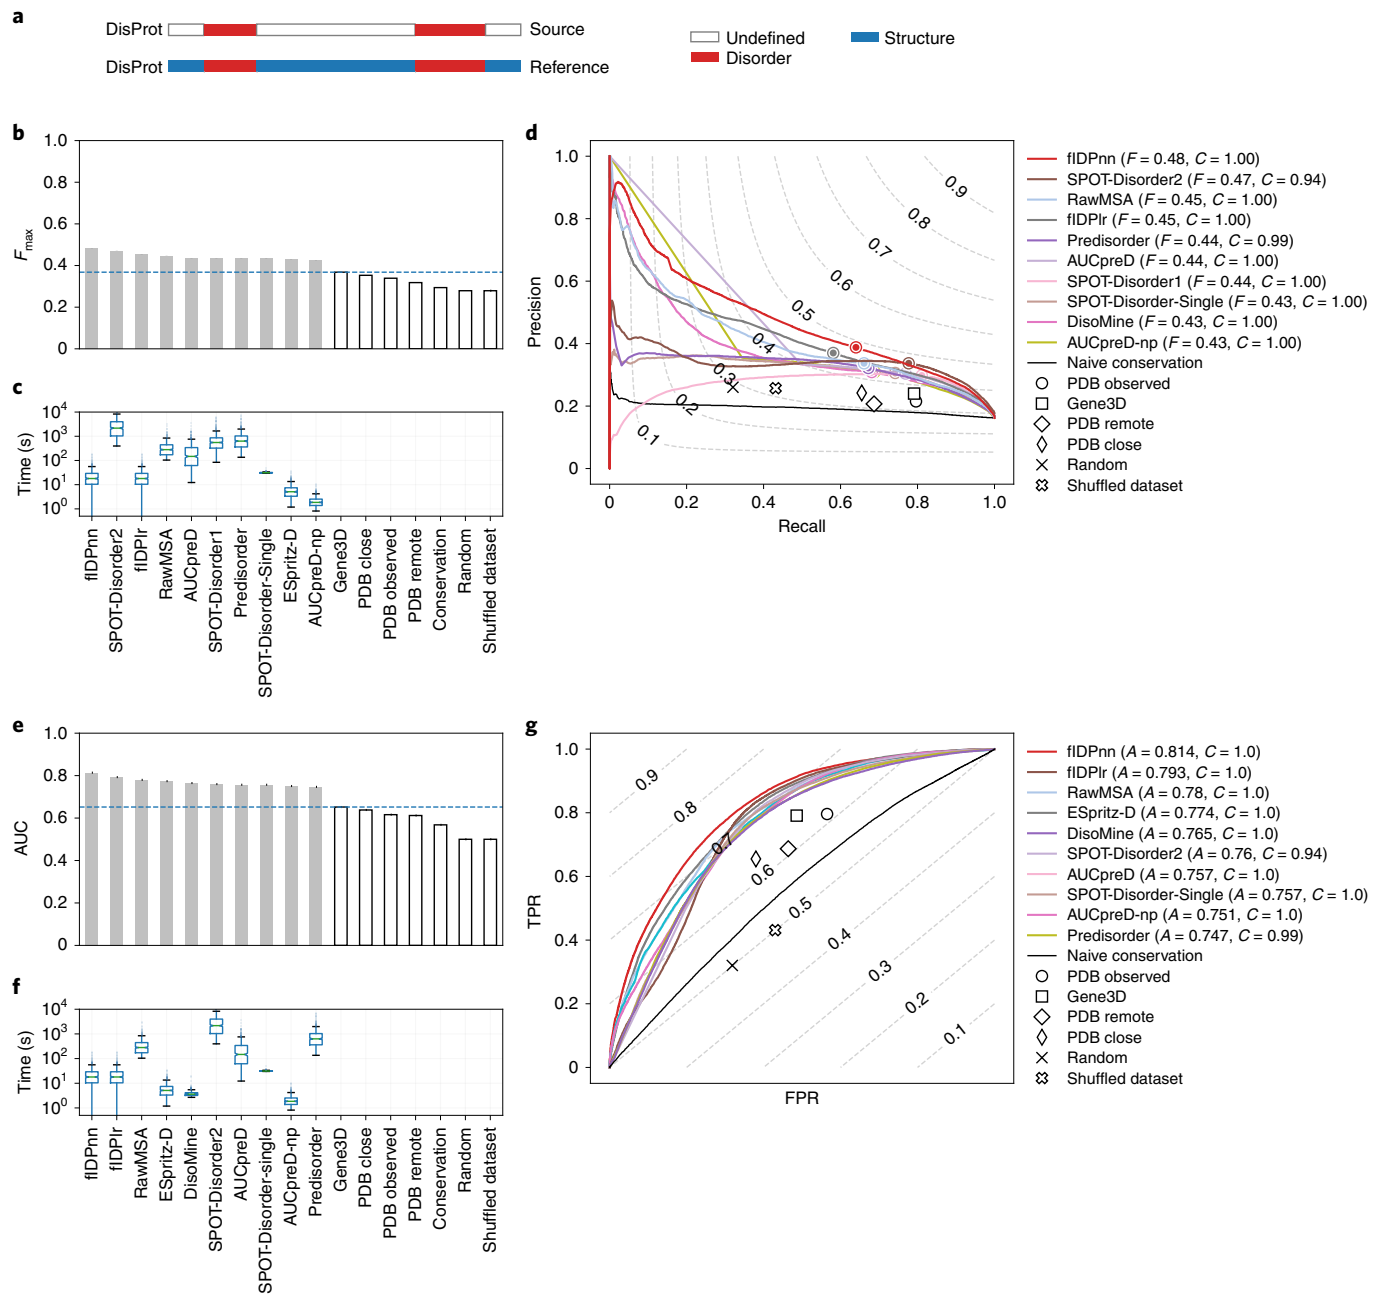 a
DisProt Source
DisProt Reference
Undefined
Disorder
Structure
b
1.0
0.8
0.6
0.4
0.2
0
Fmax
c
10^4
10^3
10^2
10^1
10^0
Time (s)
flDPnn
SPOT-Disorder2
flDPlr
RawMSA
AUCpreD
SPOT-Disorder1
Predisorder
SPOT-Disorder-Single
ESpritz-D
AUCpreD-np
Gene3D
PDB close
PDB observed
PDB remote
Conservation
Random
Shuffled dataset
d
1.0
0.8
0.6
0.4
0.2
0
Precision
0 0.2 0.4 0.6 0.8 1.0
Recall
0.9
0.8
0.7
0.6
0.5
0.4
0.3
0.2
0.1
flDPnn (F = 0.48, C = 1.00)
SPOT-Disorder2 (F = 0.47, C = 0.94)
RawMSA (F = 0.45, C = 1.00)
flDPlr (F = 0.45, C = 1.00)
Predisorder (F = 0.44, C = 0.99)
AUCpreD (F = 0.44, C = 1.00)
SPOT-Disorder1 (F = 0.44, C = 1.00)
SPOT-Disorder-Single (F = 0.43, C = 1.00)
DisoMine (F = 0.43, C = 1.00)
AUCpreD-np (F = 0.43, C = 1.00)
Naive conservation
PDB observed
Gene3D
PDB remote
PDB close
Random
Shuffled dataset
e
1.0
0.8
0.6
0.4
0.2
0
AUC
f
10^4
10^3
10^2
10^1
10^0
Time (s)
flDPnn
flDPlr
RawMSA
ESpritz-D
DisoMine
SPOT-Disorder2
AUCpreD
SPOT-Disorder-single
AUCpreD-np
Predisorder
Gene3D
PDB close
PDB observed
PDB remote
Conservation
Random
Shuffled dataset
g
1.0
0.8
0.6
0.4
0.2
0
TPR
FPR
0.9
0.8
0.7
0.6
0.5
0.4
0.3
0.2
0.1
flDPnn (A = 0.814, C = 1.0)
flDPlr (A = 0.793, C = 1.0)
RawMSA (A = 0.78, C = 1.0)
ESpritz-D (A = 0.774, C = 1.0)
DisoMine (A = 0.765, C = 1.0)
SPOT-Disorder2 (A = 0.76, C = 0.94)
AUCpreD (A = 0.757, C = 1.0)
SPOT-Disorder-Single (A = 0.757, C = 1.0)
AUCpreD-np (A = 0.751, C = 1.0)
Predisorder (A = 0.747, C = 0.99)
Naive conservation
PDB observed
Gene3D
PDB remote
PDB close
Random
Shuffled dataset